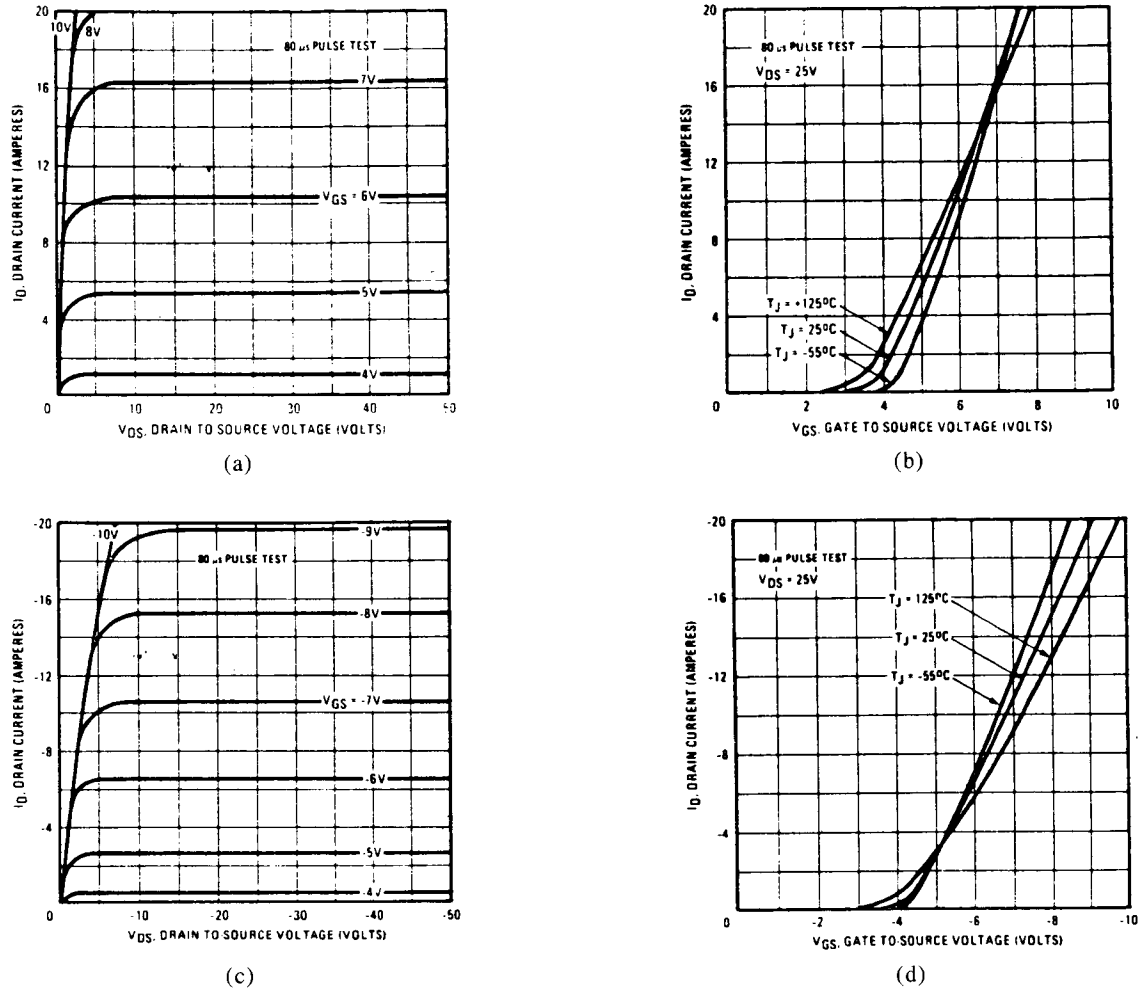 20
10V
8V
80 μs PULSE TEST
16
7V
12
VGS = 6V
8
5V
4
4V
0
10
20
30
40
50
ID, DRAIN CURRENT (AMPERES)
VDS, DRAIN TO SOURCE VOLTAGE (VOLTS)
(a)
20
80 μs PULSE TEST
VDS = 25V
16
12
8
TJ = +125ºC
4
TJ = 25ºC
TJ = -55ºC
0
2
4
6
8
10
ID, DRAIN CURRENT (AMPERES)
VGS, GATE TO SOURCE VOLTAGE (VOLTS)
(b)
-20
-10V
-9V
80 μs PULSE TEST
-16
-8V
-12
VGS = -7V
-8
-6V
-4
-5V
-4V
0
-10
-20
-30
-40
-50
ID, DRAIN CURRENT (AMPERES)
VDS, DRAIN TO SOURCE VOLTAGE (VOLTS)
(c)
-20
80 μs PULSE TEST
VDS = 25V
-16
TJ = 125ºC
TJ = 25ºC
-12
TJ = -55ºC
-8
-4
0
-2
-4
-6
-8
-10
ID, DRAIN CURRENT (AMPERES)
VGS, GATE TO SOURCE VOLTAGE (VOLTS)
(d)